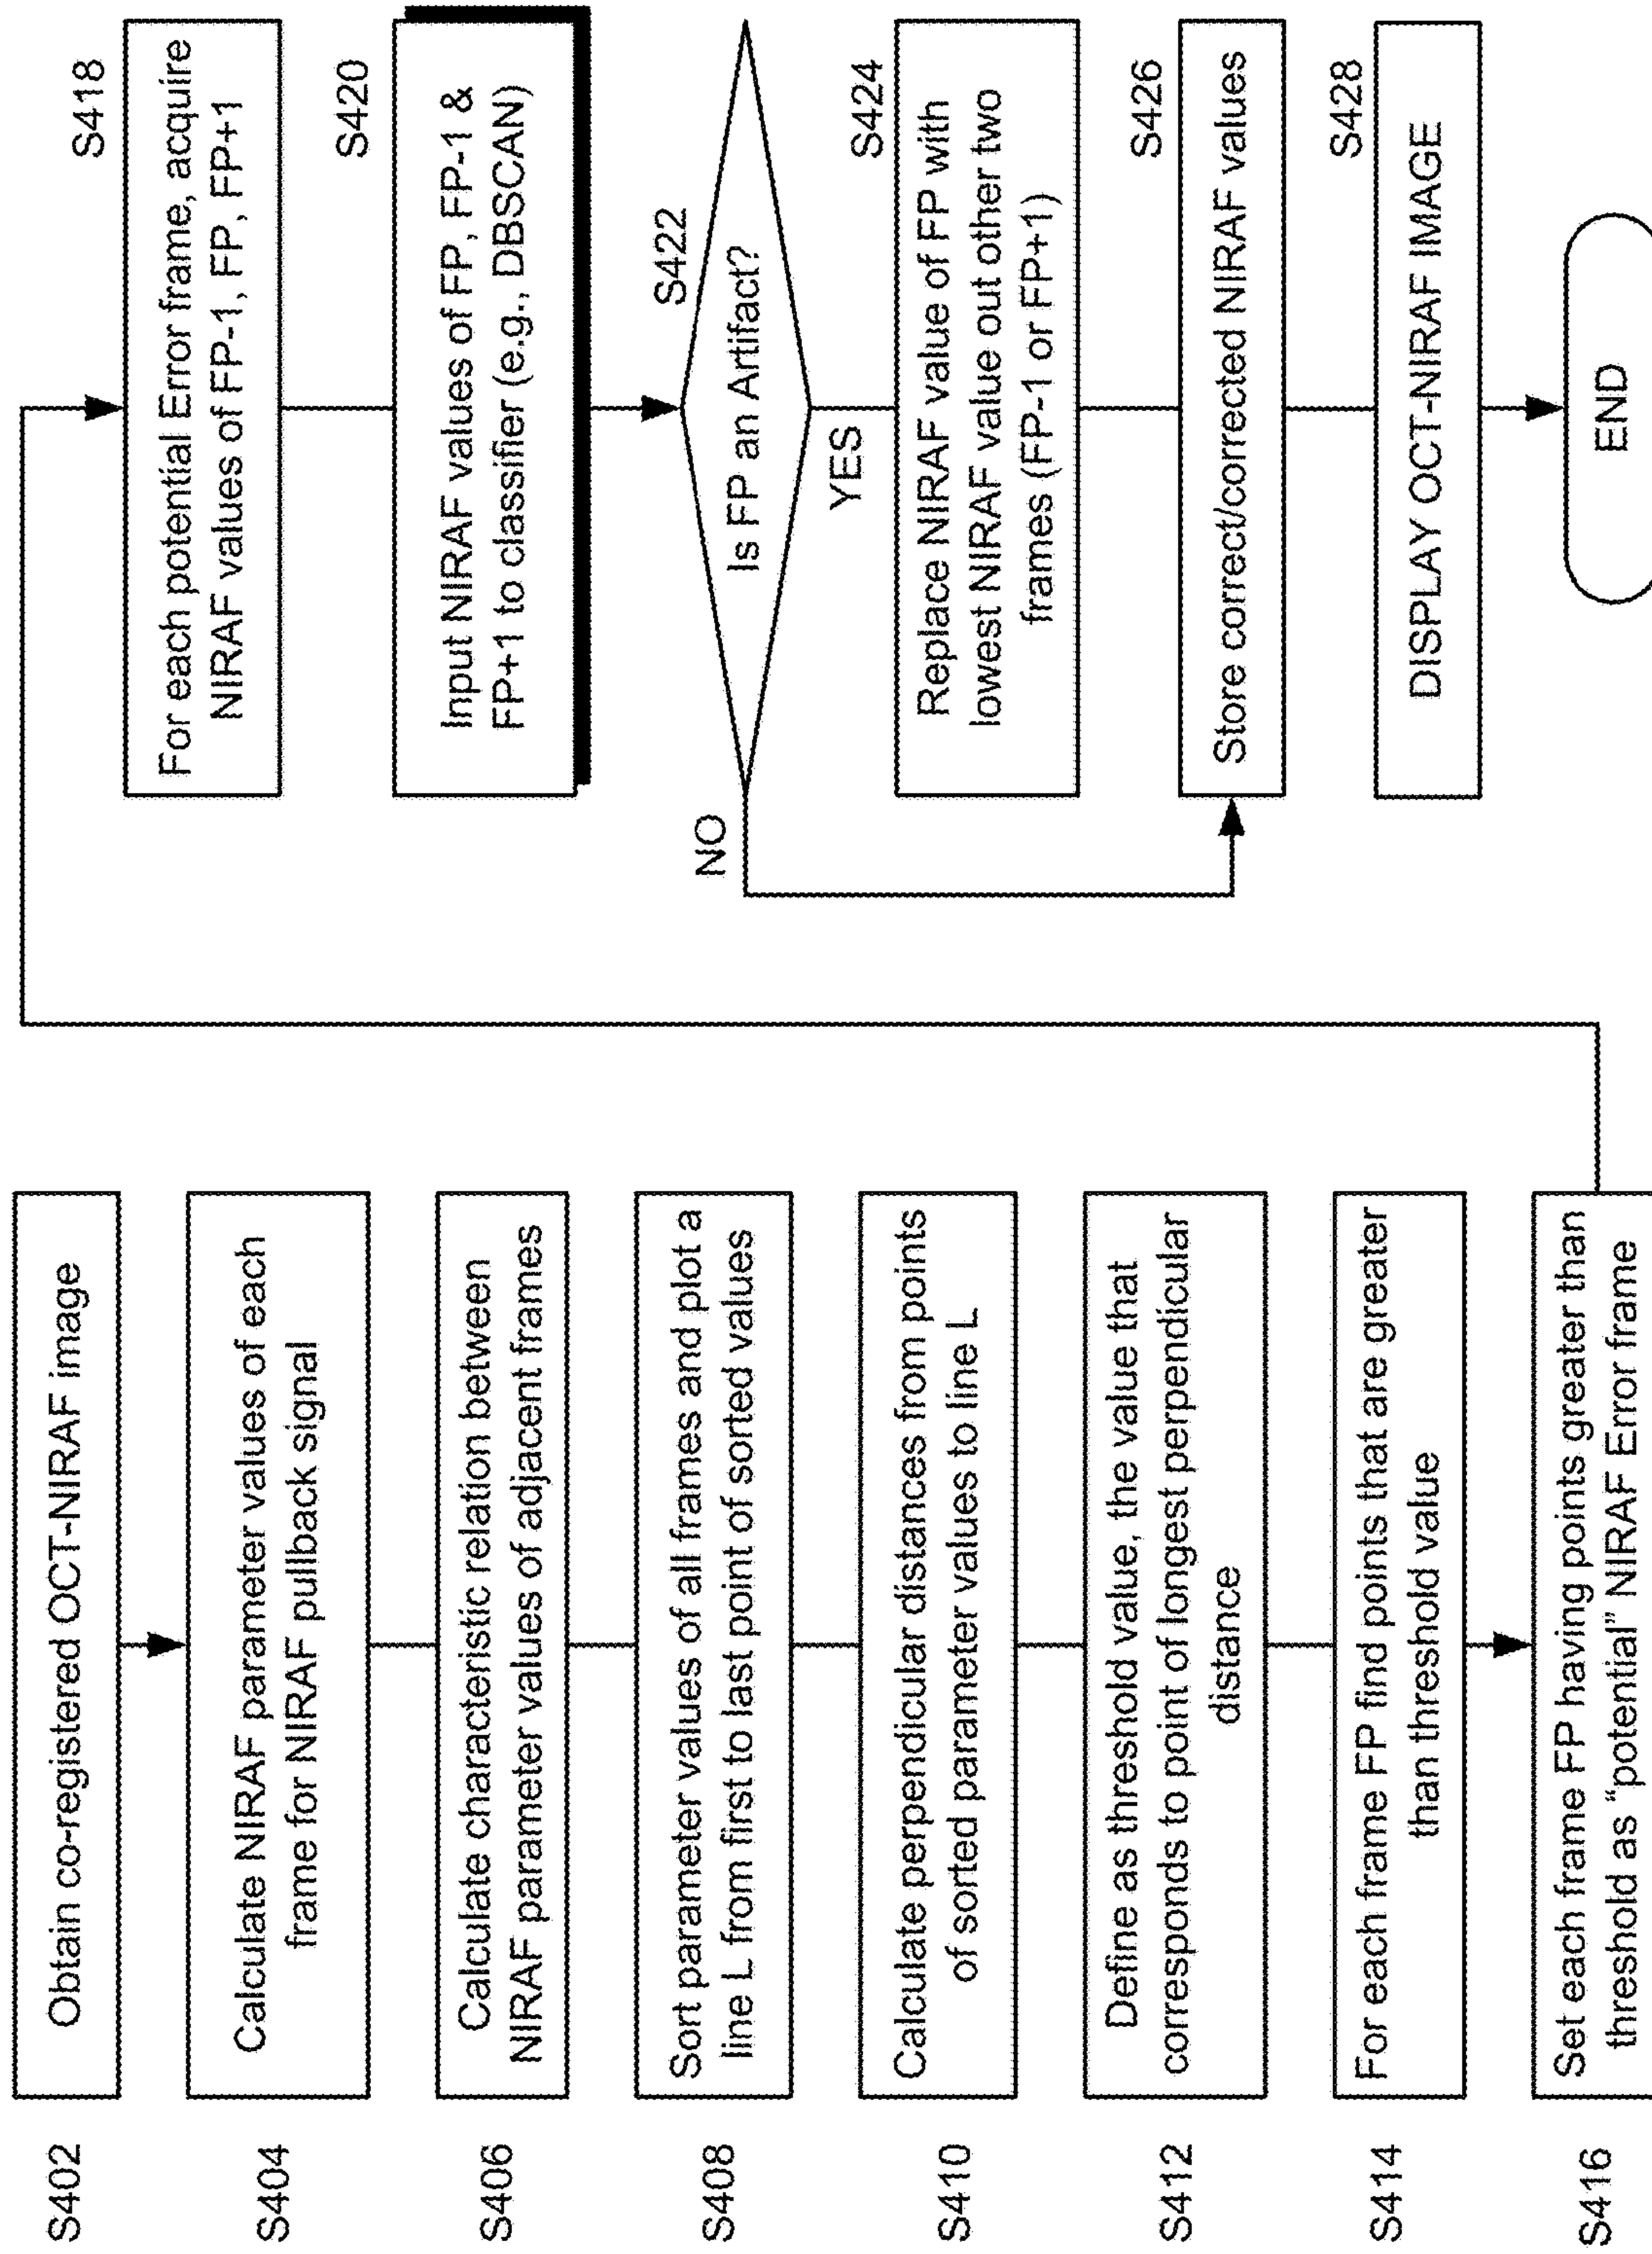 S402
Obtain co-registered OCT-NIRAF image
S404
Calculate NIRAF parameter values of each
frame for NIRAF pullback signal
S406
Calculate characteristic relation between
NIRAF parameter values of adjacent frames
S408
Sort parameter values of all frames and plot a
line L from first to last point of sorted values
S410
Calculate perpendicular distances from points
of sorted parameter values to line L
S412
Define as threshold value, the value that
corresponds to point of longest perpendicular
distance
S414
For each frame FP find points that are greater
than threshold value
S416
Set each frame FP having points greater than
threshold as “potential” NIRAF Error frame
S418
For each potential Error frame, acquire
NIRAF values of FP-1, FP, FP+1
S420
Input NIRAF values of FP, FP-1 &
FP+1 to classifier (e.g., DBSCAN)
S422
Is FP an Artifact?
NO
YES
S424
Replace NIRAF value of FP with
lowest NIRAF value out other two
frames (FP-1 or FP+1)
S426
Store correct/corrected NIRAF values
S428
DISPLAY OCT-NIRAF IMAGE
END